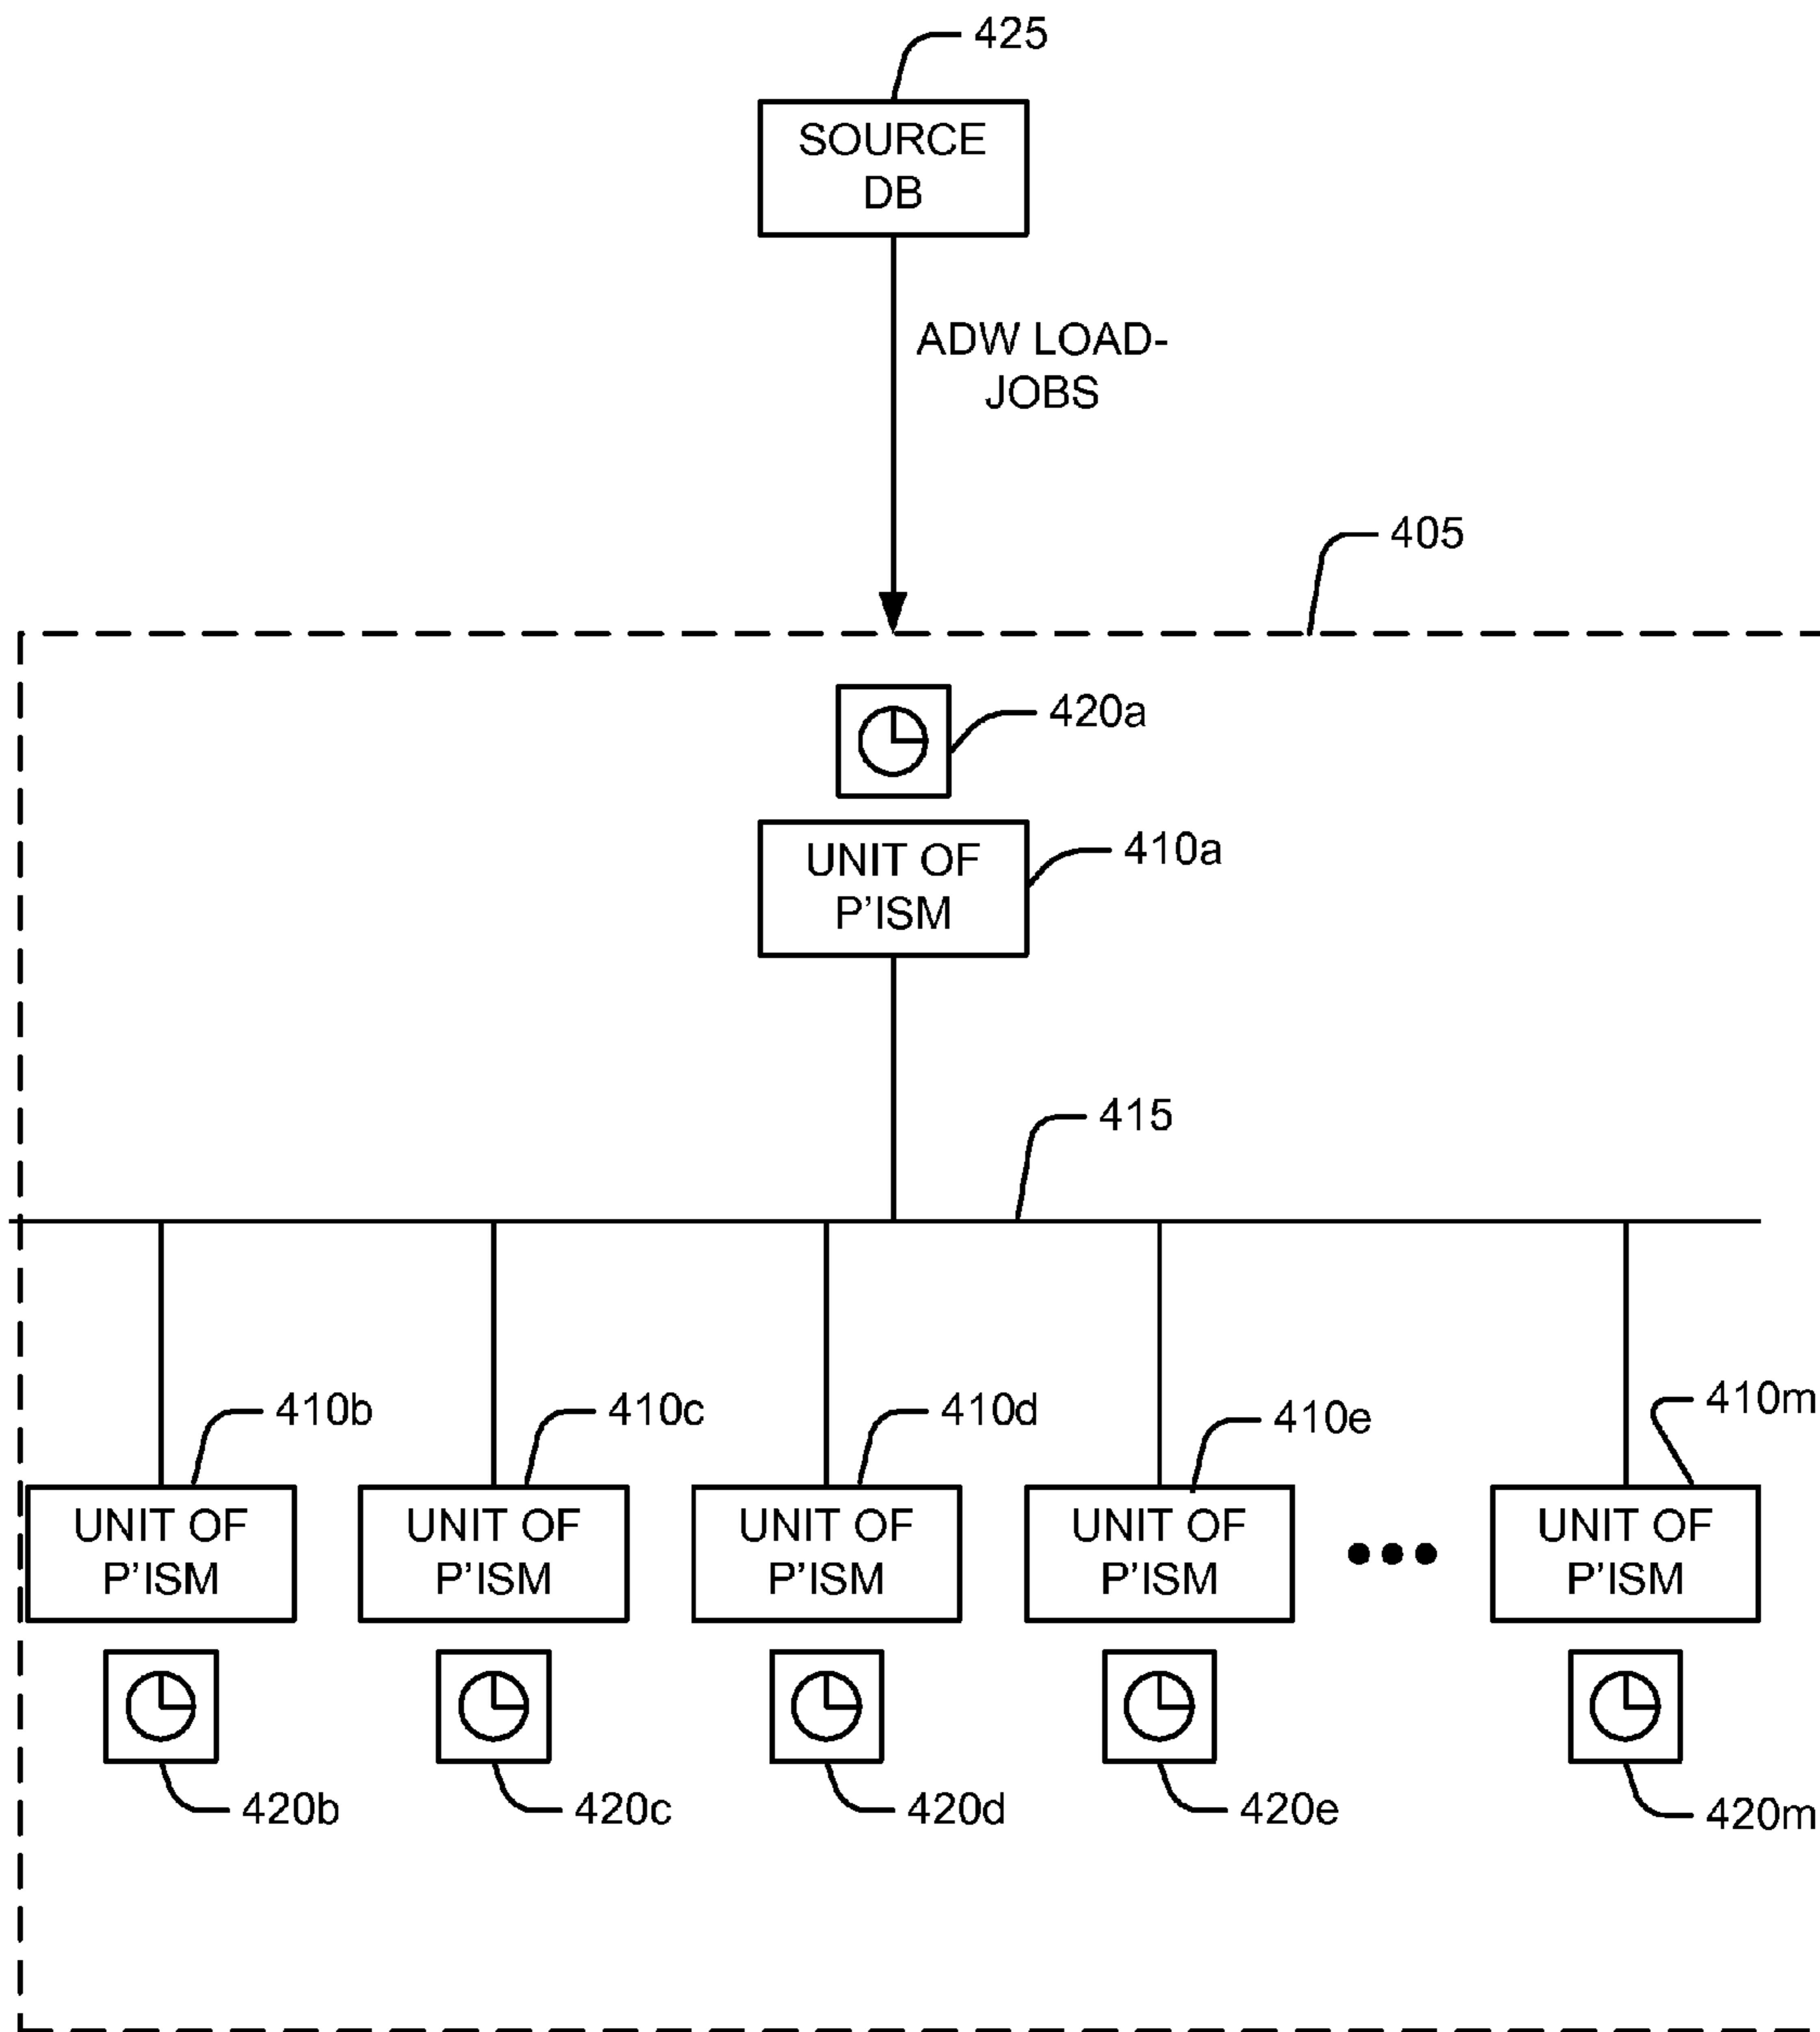 425
SOURCE
DB
ADW LOAD-
JOBS
405
420a
410a
UNIT OF
P'ISM
415
410b
410c
410d
410e
410m
UNIT OF
P'ISM
UNIT OF
P'ISM
UNIT OF
P'ISM
UNIT OF
P'ISM
UNIT OF
P'ISM
420b
420c
420d
420e
420m